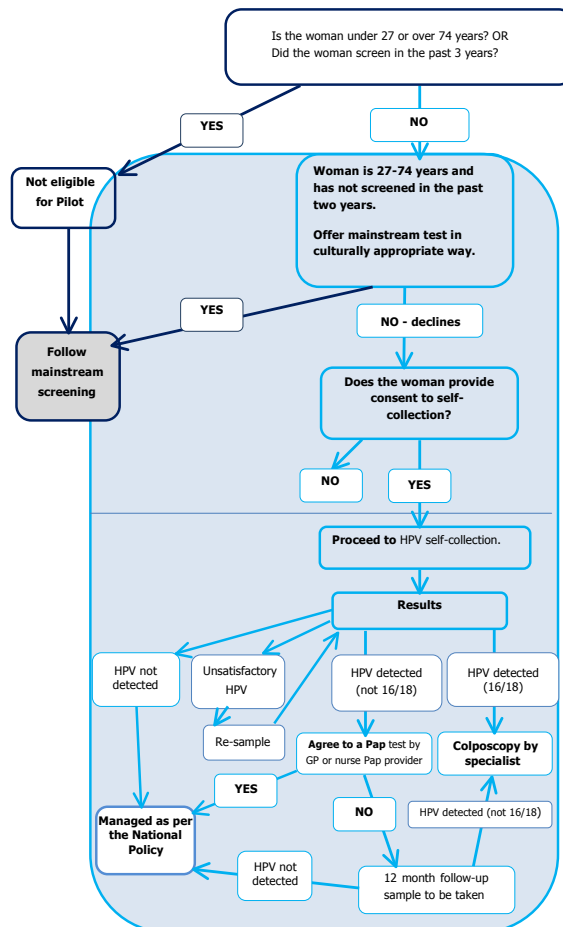 Is the woman under 27 or over 74 years? OR
Did the woman screen in the past 3 years?
YES
NO
Not eligible
for Pilot
Woman is 27-74 years and
has not screened in the past
two years.
Offer mainstream test in
culturally appropriate way.
YES
NO - declines
Follow
mainstream
screening
Does the woman provide
consent to self-
collection?
NO
YES
Proceed to HPV self-collection.
Results
HPV not
detected
Unsatisfactory
HPV
HPV detected
(not 16/18)
HPV detected
(16/18)
Re-sample
Agree to a Pap test by
GP or nurse Pap provider
Colposcopy by
specialist
YES
NO
HPV detected (not 16/18)
Managed as per
the National
Policy
HPV not
detected
12 month follow-up
sample to be taken